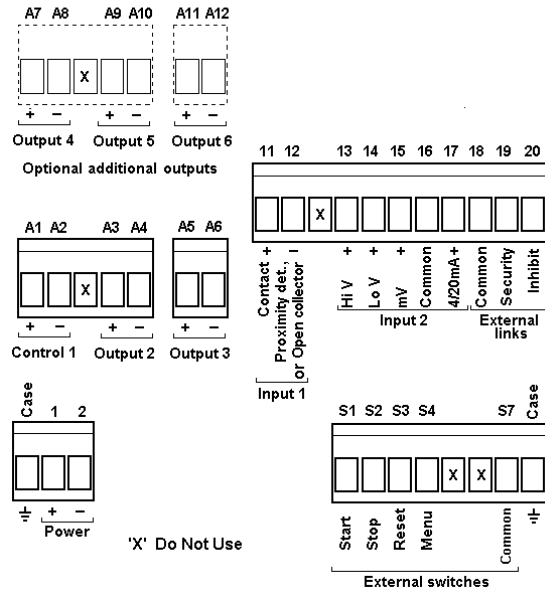 A7 A8 A9 A10 A11 A12
X
+ − + − + −
Output 4 Output 5 Output 6
Optional additional outputs
11 12 13 14 15 16 17 18 19 20
X
Contact +
Proximity det.,
or Open collector −
Hi V +
Lo V +
mV +
Common
4/20mA +
Common
Security
Inhibit
Input 2
External
links
Input 1
A1 A2 A3 A4 A5 A6
X
+ − + − + −
Control 1 Output 2 Output 3
Case 1 2
+ −
Power
'X' Do Not Use
S1 S2 S3 S4 S7 Case
X X
Start
Stop
Reset
Menu
Common
External switches